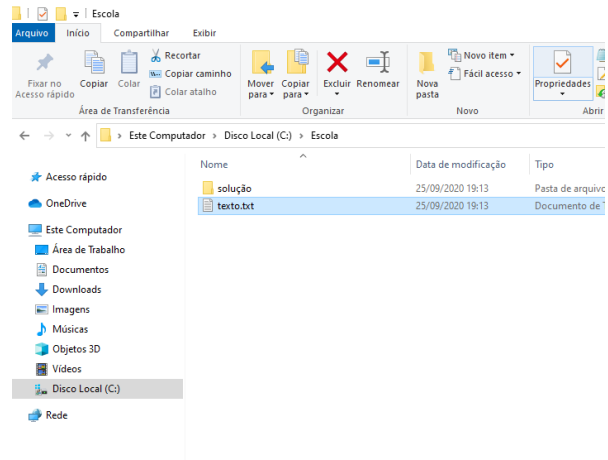 Escola
Arquivo Início Compartilhar Exibir
Fixar no Acesso rápido
Copiar
Colar
Recortar
Copiar caminho
Colar atalho
Mover para
Copiar para
Excluir
Renomear
Nova pasta
Novo item
Fácil acesso
Propriedades
Área de Transferência Organizar Novo Abrir
Este Computador > Disco Local (C:) > Escola
Nome Data de modificação Tipo
solução 25/09/2020 19:13 Pasta de arquivo
texto.txt 25/09/2020 19:13 Documento de
Acesso rápido
OneDrive
Este Computador
Área de Trabalho
Documentos
Downloads
Imagens
Músicas
Objetos 3D
Vídeos
Disco Local (C:)
Rede